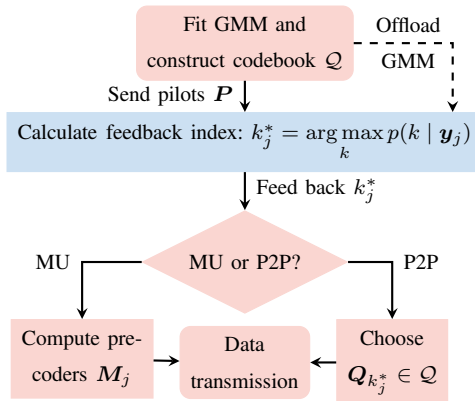 Fit GMM and
construct codebook 𝒬
Offload
GMM
Send pilots 𝑷
Calculate feedback index: k*_j = arg max_k p(k | 𝒚_j)
Feed back k*_j
MU
MU or P2P?
P2P
Compute pre-
coders 𝑴_j
Data
transmission
Choose
𝑸_{k*_j} ∈ 𝒬